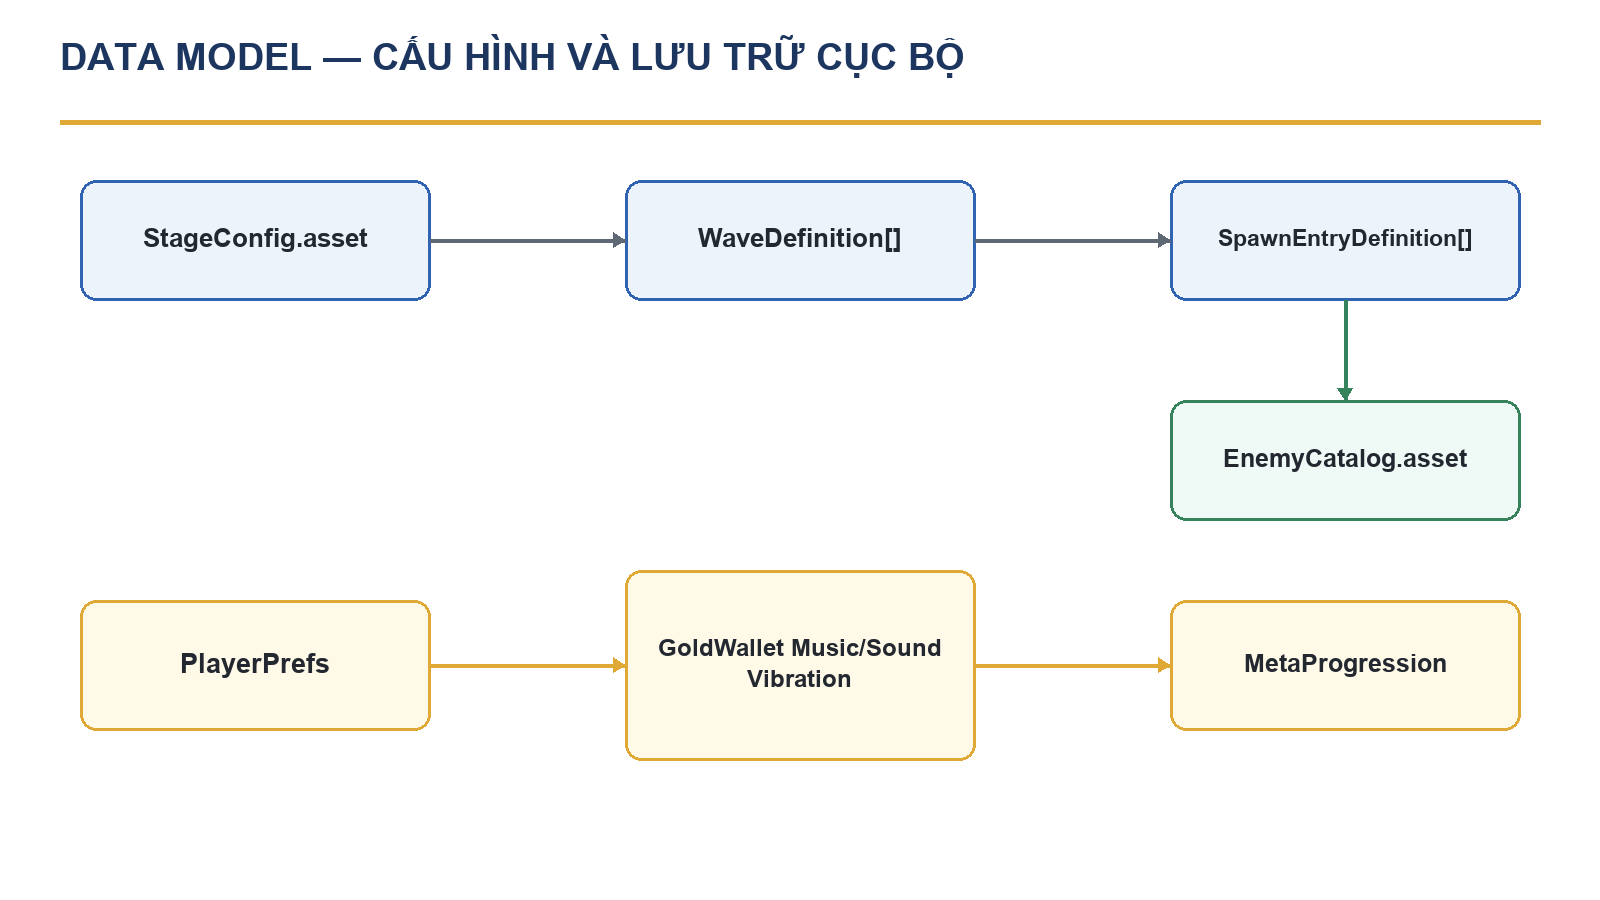 DATA MODEL — CẤU HÌNH VÀ LƯU TRỮ CỤC BỘ
StageConfig.asset
WaveDefinition[]
SpawnEntryDefinition[]
EnemyCatalog.asset
PlayerPrefs
GoldWallet Music/Sound
Vibration
MetaProgression